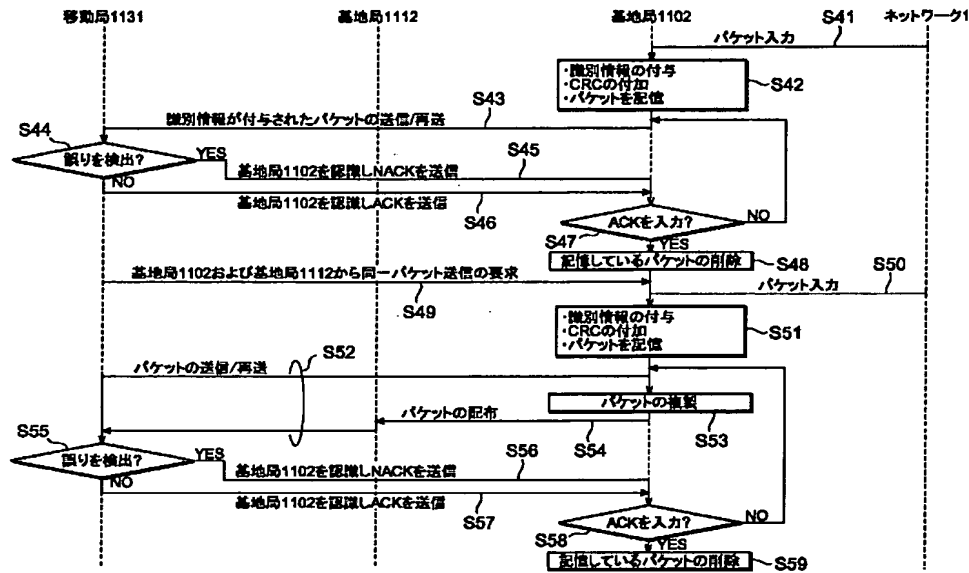 移動局1131
基地局1112
基地局1102
ネットワーク1
S41
パケット入力
・識別情報の付与
・CRCの付加
・パケットを記憶
S42
S43
識別情報が付与されたパケットの送信/再送
S44
誤りを検出?
YES
S45
基地局1102を認識しNACKを送信
NO
基地局1102を認識しACKを送信
S46
ACKを入力?
NO
S47
YES
記憶しているパケットの削除
S48
S50
基地局1102および基地局1112から同一パケット送信の要求
パケット入力
S49
・識別情報の付与
・CRCの付加
・パケットを記憶
S51
S52
パケットの送信/再送
パケットの複製
パケットの配布
S53
S54
S55
誤りを検出?
YES
S56
基地局1102を認識しNACKを送信
NO
基地局1102を認識しACKを送信
S57
ACKを入力?
NO
S58
YES
記憶しているパケットの削除
S59